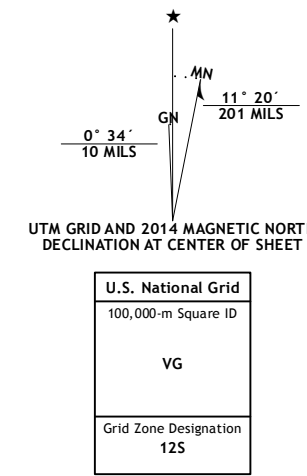 MN
GN
11° 20´
201 MILS
0° 34´
10 MILS
UTM GRID AND 2014 MAGNETIC NORT
DECLINATION AT CENTER OF SHEET
U.S. National Grid
100,000-m Square ID
VG
Grid Zone Designation
12S